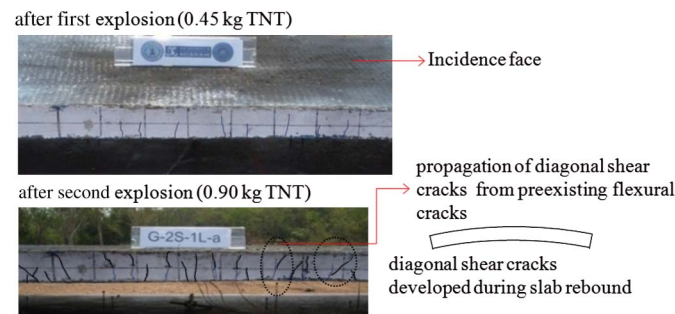 after first explosion (0.45 kg TNT)
Incidence face
after second explosion (0.90 kg TNT)
G-2S-1L-a
propagation of diagonal shear
cracks from preexisting flexural
cracks
diagonal shear cracks
developed during slab rebound